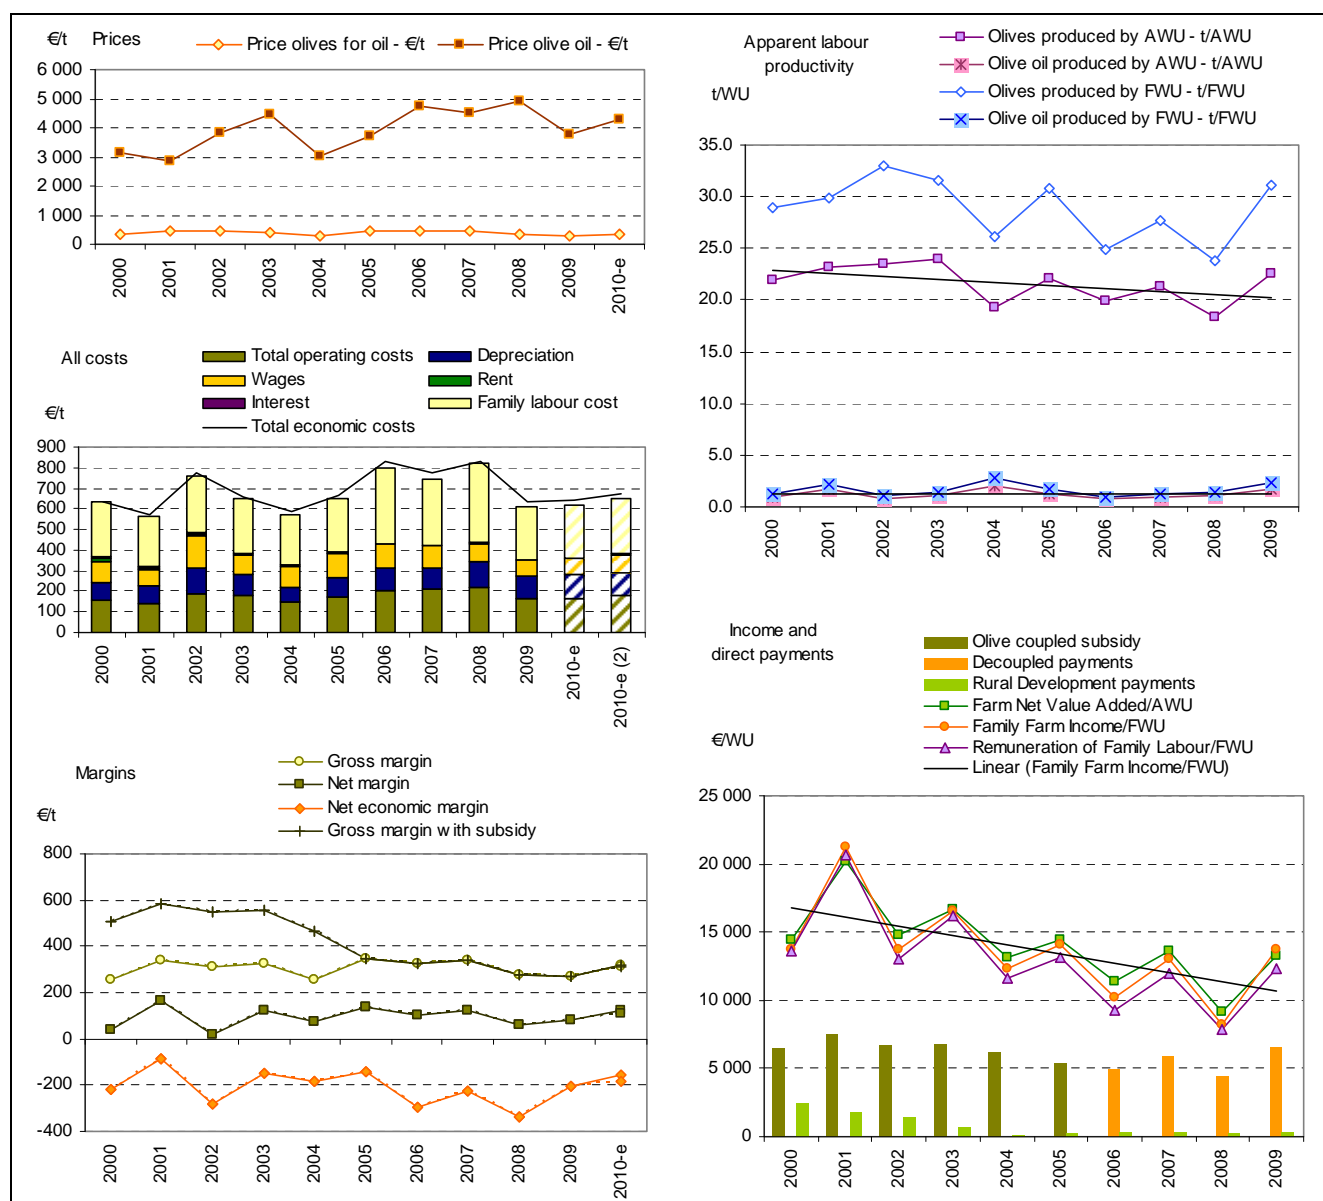 €/t Prices
Price olives for oil - €/t
Price olive oil - €/t
6 000
5 000
4 000
3 000
2 000
1 000
0
2000 2001 2002 2003 2004 2005 2006 2007 2008 2009 2010-e
All costs
Total operating costs
Depreciation
Wages
Rent
Interest
Family labour cost
Total economic costs
€/t
900
800
700
600
500
400
300
200
100
0
2000 2001 2002 2003 2004 2005 2006 2007 2008 2009 2010-e 2010-e (2)
Margins
Gross margin
Net margin
Net economic margin
Gross margin with subsidy
€/t
800
600
400
200
0
-200
-400
2000 2001 2002 2003 2004 2005 2006 2007 2008 2009 2010-e
Apparent labour
productivity
Olives produced by AWU - t/AWU
Olive oil produced by AWU - t/AWU
Olives produced by FWU - t/FWU
Olive oil produced by FWU - t/FWU
t/WU
35.0
30.0
25.0
20.0
15.0
10.0
5.0
0.0
2000 2001 2002 2003 2004 2005 2006 2007 2008 2009
Income and
direct payments
Olive coupled subsidy
Decoupled payments
Rural Development payments
Farm Net Value Added/AWU
Family Farm Income/FWU
Remuneration of Family Labour/FWU
Linear (Family Farm Income/FWU)
€/WU
25 000
20 000
15 000
10 000
5 000
0
2000 2001 2002 2003 2004 2005 2006 2007 2008 2009